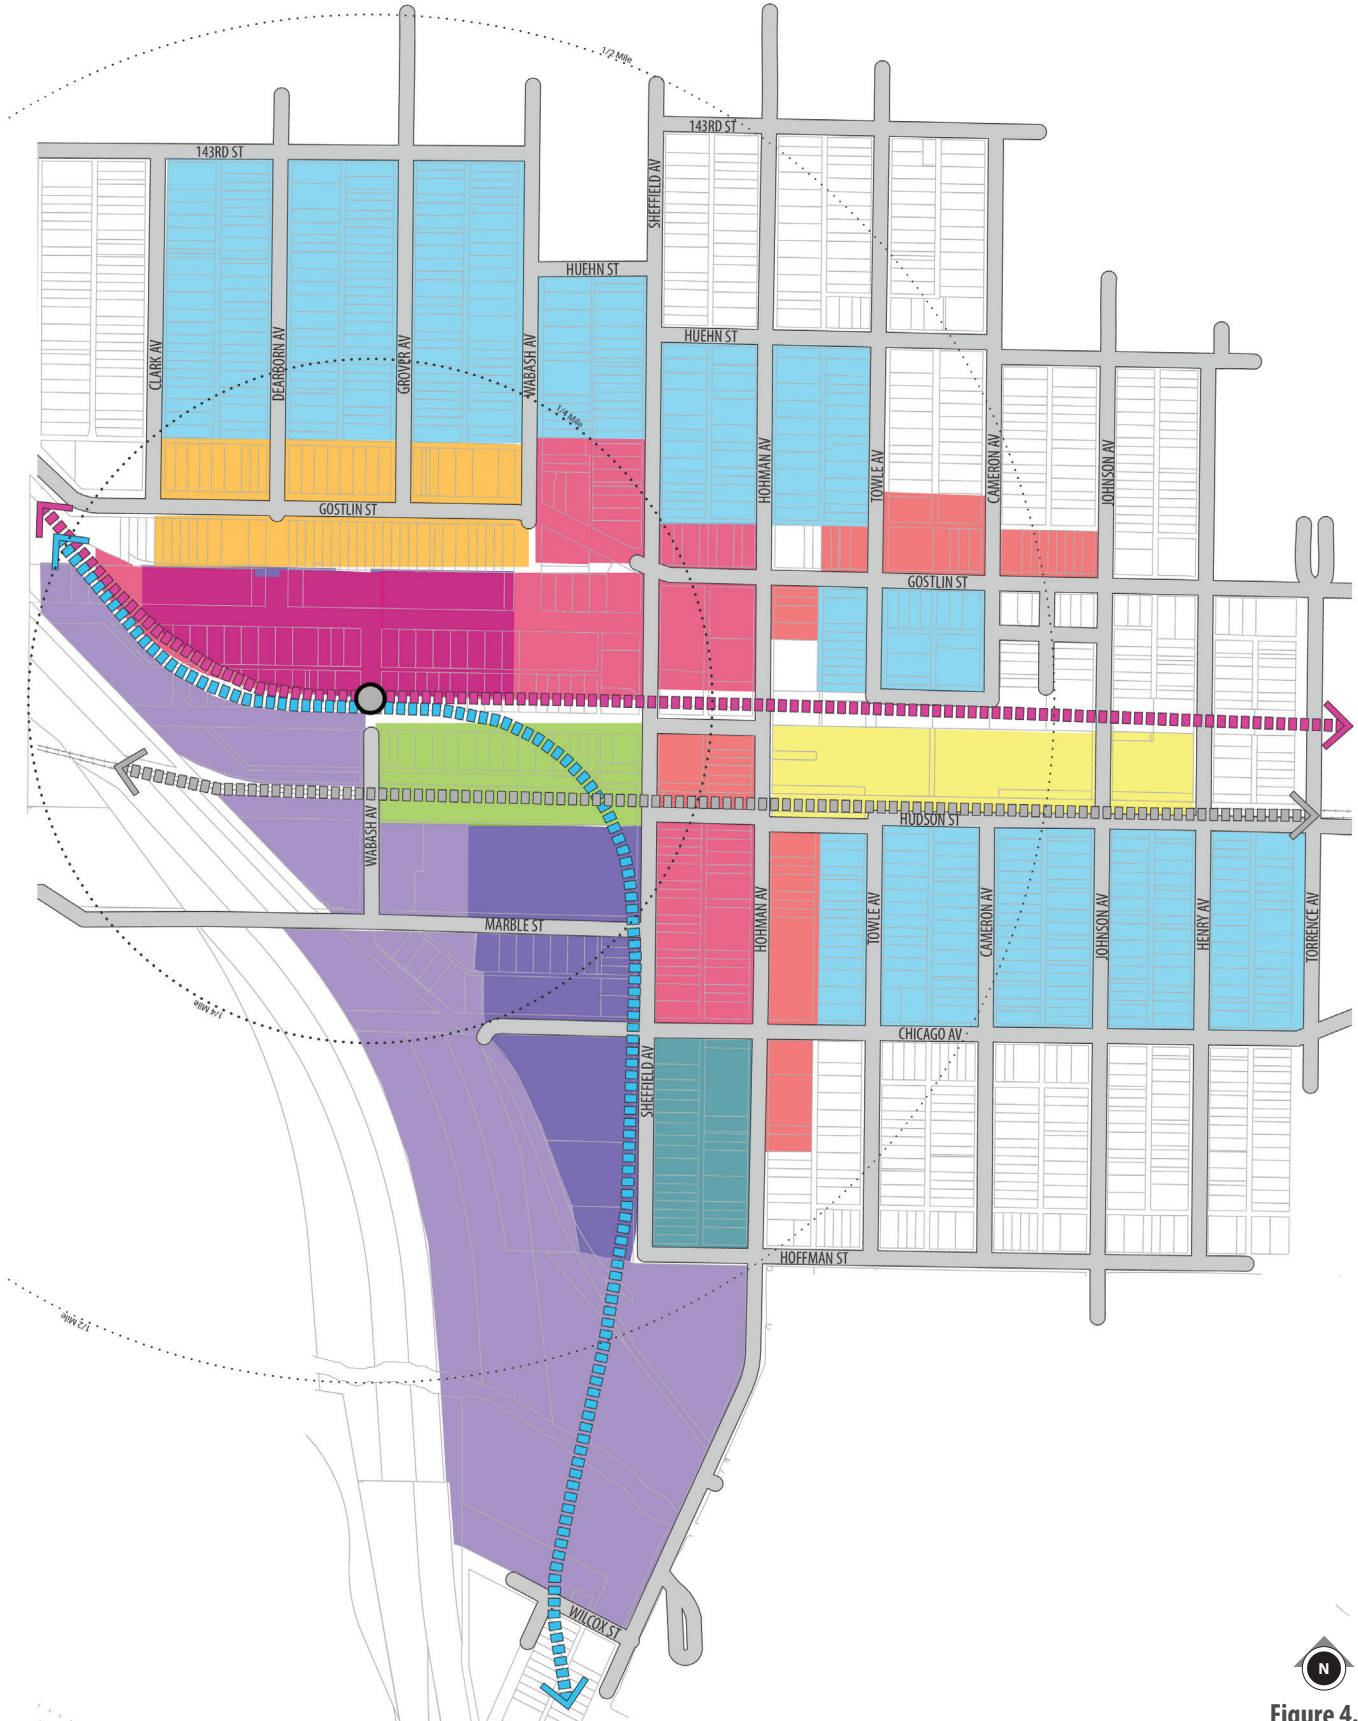 1/2 Mile
143RD ST
143RD ST
SHEFFIELD AV
HUEHN ST
HUEHN ST
CLARK AV
DEARBORN AV
GROVER AV
WABASH AV
1/4 Mile
HOHMAN AV
TOWLE AV
CAMERON AV
JOHNSON AV
GOSTLIN ST
GOSTLIN ST
HUDSON ST
WABASH AV
MARBLE ST
HOHMAN AV
TOWLE AV
CAMERON AV
JOHNSON AV
HENRY AV
TORRENCE AV
1/4 Mile
CHICAGO AV
SHEFFIELD AV
HOFFMAN ST
1/2 Mile
WILCOX ST
N
Figure 4.